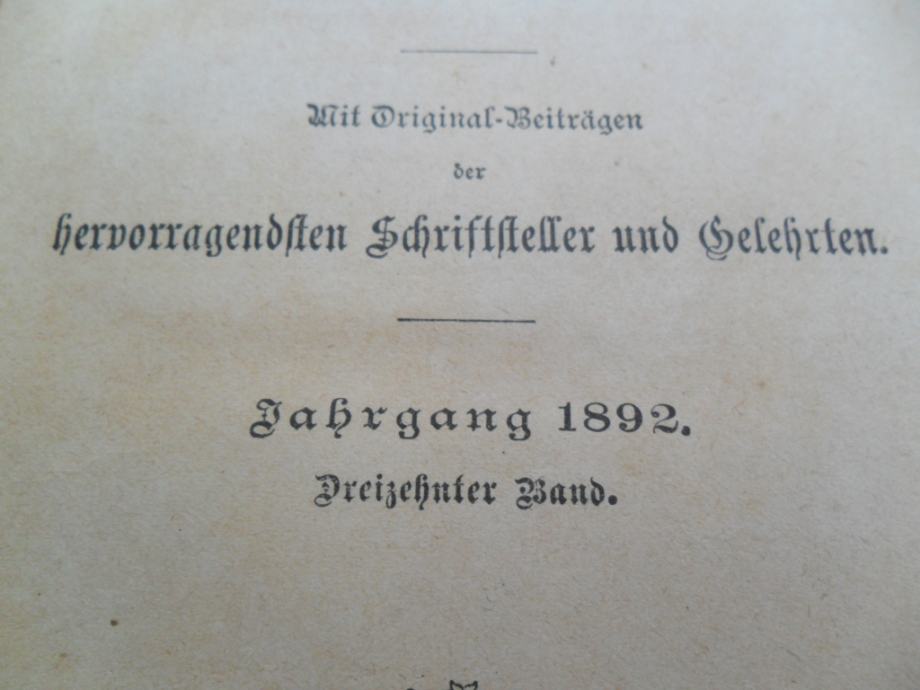 Mit Original-Beiträgen
der
hervorragendsten Schriftsteller und Gelehrten.
Jahrgang 1892.
Dreizehnter Band.